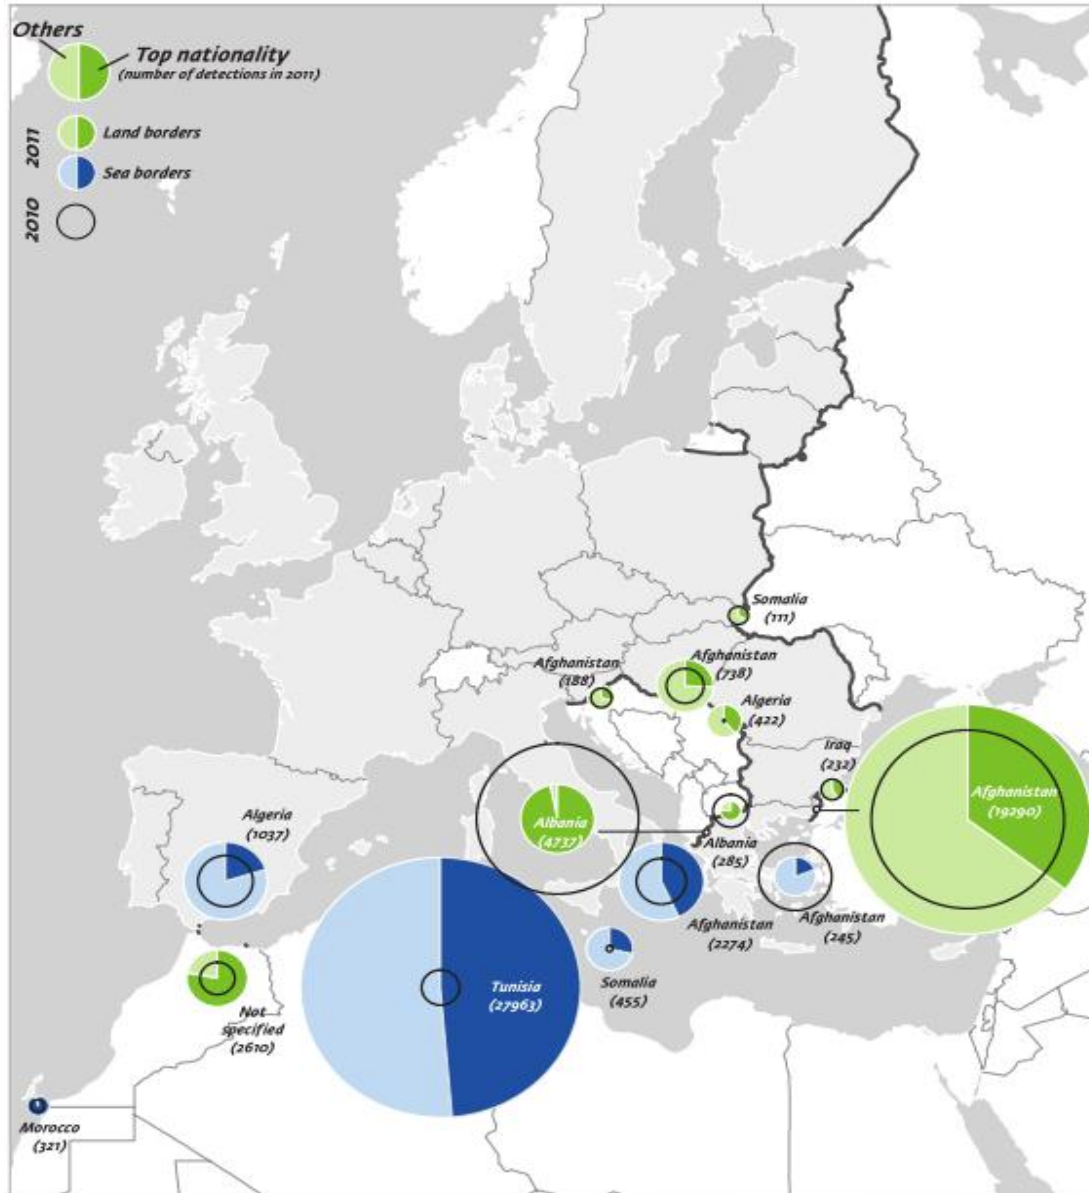 Others
Top nationality
(number of detections in 2011)
2011
Land borders
Sea borders
2010
Somalia
(111)
Afghanistan
(738)
Afghanistan
(188)
Algeria
(422)
Iraq
(232)
Afghanistan
(19290)
Albania
(4737)
Algeria
(1037)
Albania
(285)
Afghanistan
(2274)
Afghanistan
(245)
Tunisia
(27963)
Somalia
(455)
Not
specified
(2610)
Morocco
(321)